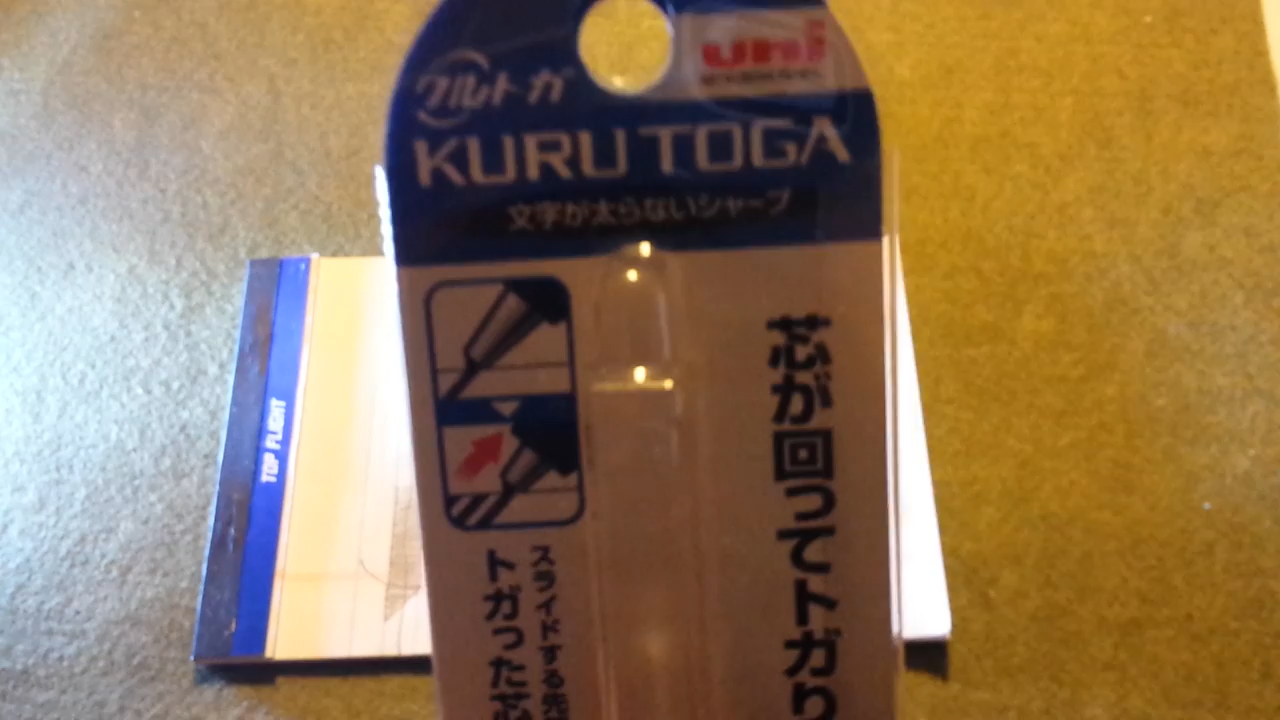 クルトガ
uni
KURU TOGA
文字が太らないシャープ
芯が回ってトガり
スライドする先
トガった芯
TOP FLIGHT